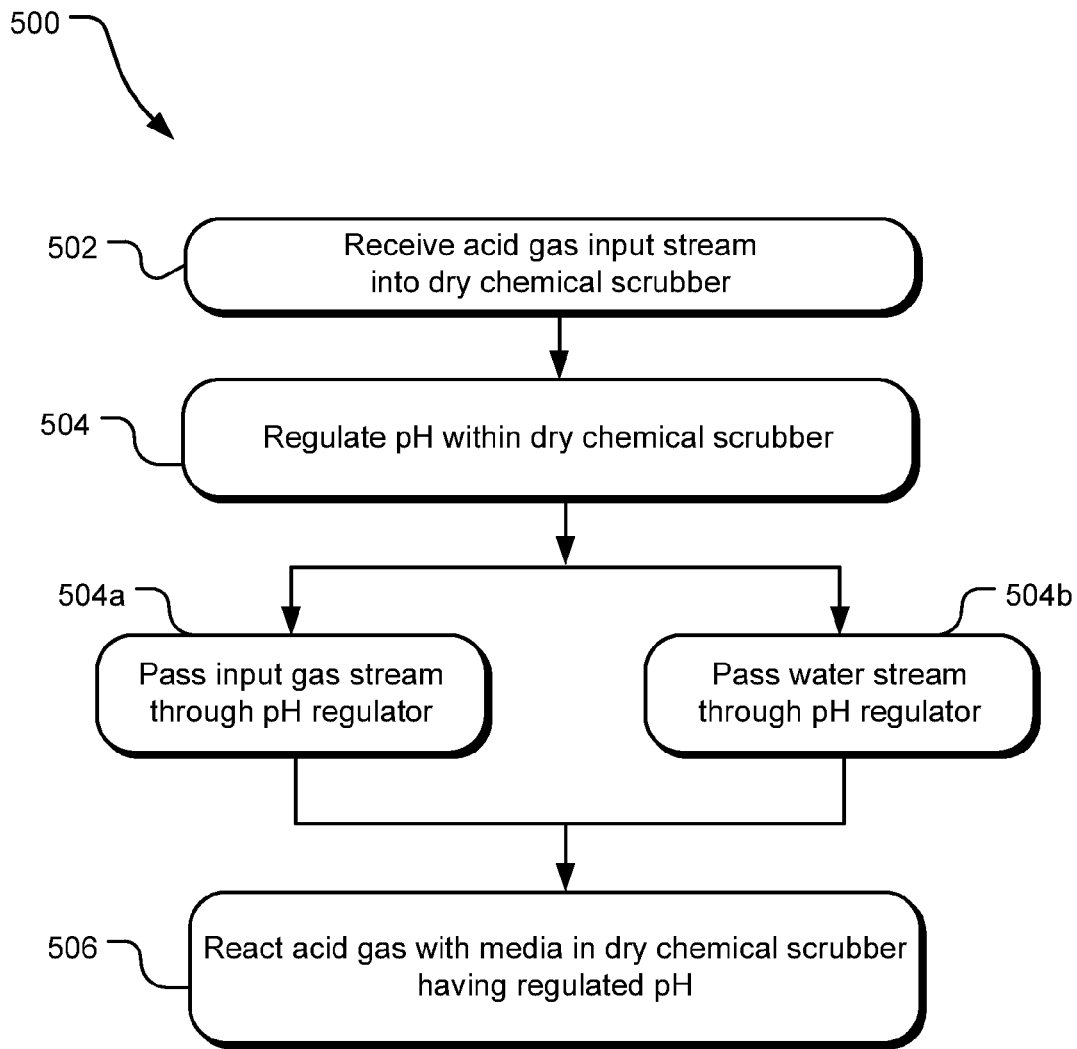 500
502
Receive acid gas input stream
into dry chemical scrubber
504
Regulate pH within dry chemical scrubber
504a
504b
Pass input gas stream
through pH regulator
Pass water stream
through pH regulator
506
React acid gas with media in dry chemical scrubber
having regulated pH